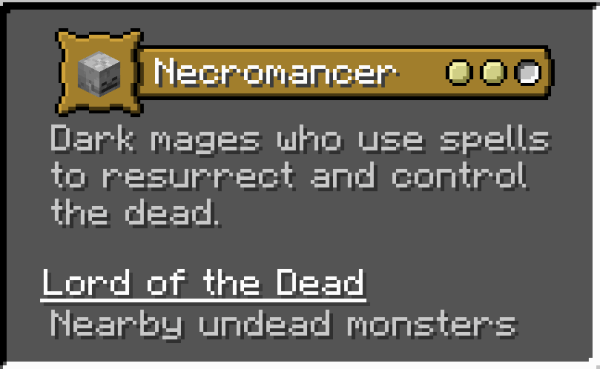 Necromancer
Dark mages who use spells
to resurrect and control
the dead.
Lord of the Dead
Nearby undead monsters